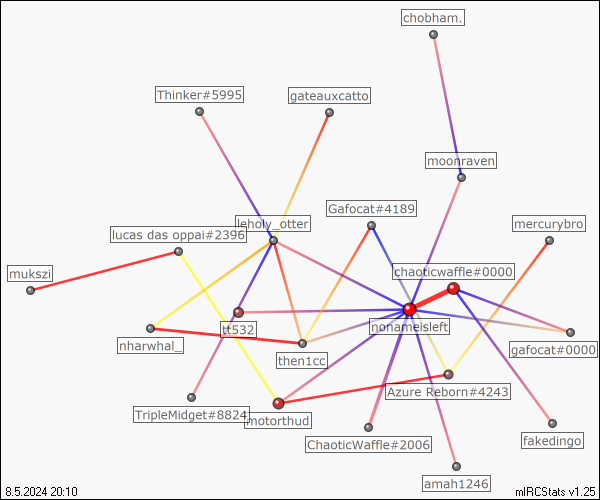 chobham.
Thinker#5995
gateauxcatto
moonraven
Gafocat#4189
leholy_otter
mercurybro
lucas das oppai#2396
mukszi
chaoticwaffle#0000
tt532
nonameisleft
nharwhal_
gafocat#0000
then1cc
Azure Reborn#4243
TripleMidget#8824
motorthud
ChaoticWaffle#2006
fakedingo
amah1246
8.5.2024 20:10
mIRCStats v1.25